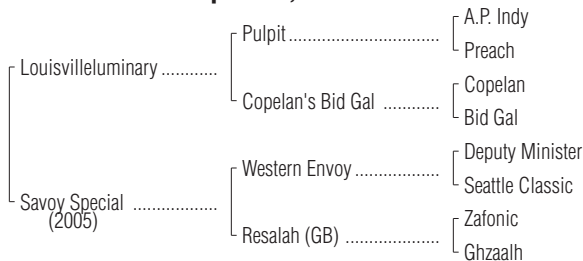 A.P. Indy
Pulpit
Preach
Louisvilleluminary
Copelan
Copelan's Bid Gal
Bid Gal
Deputy Minister
Western Envoy
Seattle Classic
Savoy Special
(2005)
Zafonic
Resalah (GB)
Ghzaalh